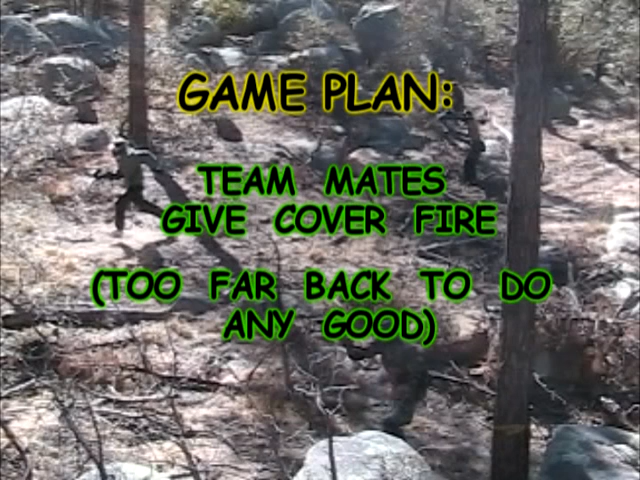 GAME PLAN:
TEAM MATES
GIVE COVER FIRE
(TOO FAR BACK TO DO
ANY GOOD)